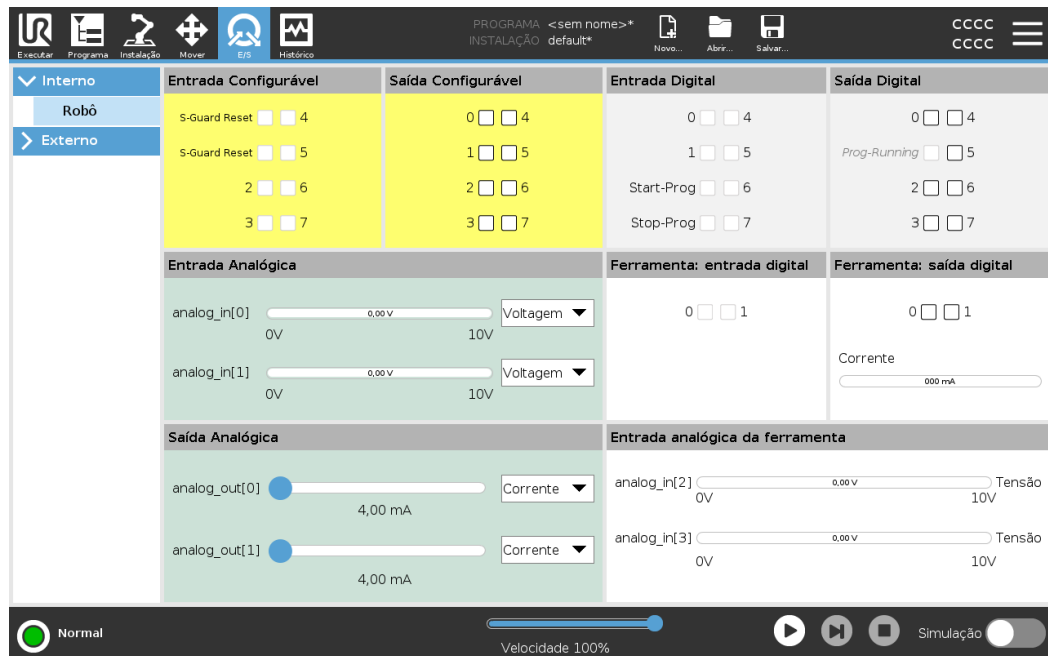 UR
PROGRAMA <sem nome>*
INSTALAÇÃO default*
CCCC
CCCC
Executar Programa Instalação Mover E/S Histórico Novo... Abrir... Salvar...
Interno
Robô
Externo
Entrada Configurável
S-Guard Reset 4
S-Guard Reset 5
2 6
3 7
Saída Configurável
0 4
1 5
2 6
3 7
Entrada Digital
0 4
1 5
Start-Prog 6
Stop-Prog 7
Saída Digital
0 4
Prog-Running 5
2 6
3 7
Entrada Analógica
analog_in[0] 0,00 V Voltagem
0V 10V
analog_in[1] 0,00 V Voltagem
0V 10V
Ferramenta: entrada digital
0 1
Ferramenta: saída digital
0 1
Corrente
000 mA
Saída Analógica
analog_out[0] Corrente
4,00 mA
analog_out[1] Corrente
4,00 mA
Entrada analógica da ferramenta
analog_in[2] 0,00 V Tensão
0V 10V
analog_in[3] 0,00 V Tensão
0V 10V
Normal
Velocidade 100%
Simulação